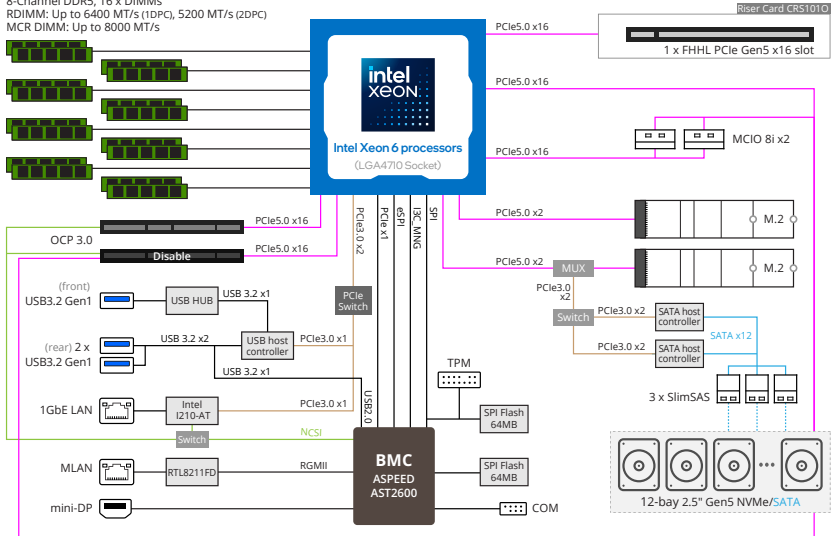 8-Channel DDR5, 16 x DIMMs
RDIMM: Up to 6400 MT/s (1DPC), 5200 MT/s (2DPC)
MCR DIMM: Up to 8000 MT/s
Riser Card CRS101O
PCIe5.0 x16
1 x FHHL PCIe Gen5 x16 slot
intel
XEON
PCIe5.0 x16
Intel Xeon 6 processors
(LGA4710 Socket)
PCIe5.0 x16
MCIO 8i x2
PCIe3.0 x2
PCIe x1
eSPI
I3C_MNG
SPI
PCIe5.0 x2
M.2
OCP 3.0
PCIe5.0 x16
PCIe5.0 x16
Disable
PCIe5.0 x2
MUX
M.2
PCIe3.0
x2
(front)
USB3.2 Gen1
USB HUB
USB 3.2 x1
PCIe
Switch
Switch
PCIe3.0 x2
SATA host
controller
SATA x12
(rear) 2 x
USB3.2 Gen1
USB 3.2 x2
USB host
controller
PCIe3.0 x1
PCIe3.0 x2
SATA host
controller
USB 3.2 x1
TPM
3 x SlimSAS
1GbE LAN
Intel
I210-AT
PCIe3.0 x1
USB2.0
SPI Flash
64MB
Switch
NCSI
MLAN
RTL8211FD
RGMII
BMC
ASPEED
AST2600
SPI Flash
64MB
mini-DP
COM
12-bay 2.5" Gen5 NVMe/SATA